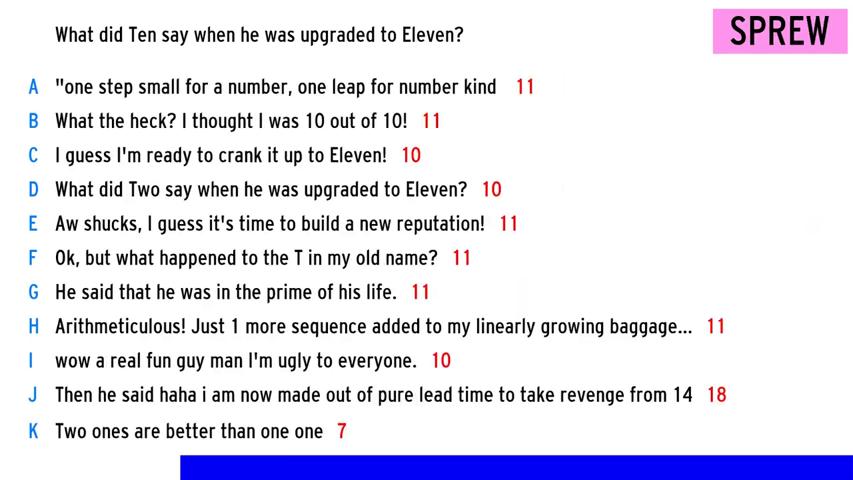 What did Ten say when he was upgraded to Eleven?
SPREW
A "one step small for a number, one leap for number kind 11
B What the heck? I thought I was 10 out of 10! 11
C I guess I'm ready to crank it up to Eleven! 10
D What did Two say when he was upgraded to Eleven? 10
E Aw shucks, I guess it's time to build a new reputation! 11
F Ok, but what happened to the T in my old name? 11
G He said that he was in the prime of his life. 11
H Arithmeticulous! Just 1 more sequence added to my linearly growing baggage... 11
I wow a real fun guy man I'm ugly to everyone. 10
J Then he said haha i am now made out of pure lead time to take revenge from 14 18
K Two ones are better than one one 7